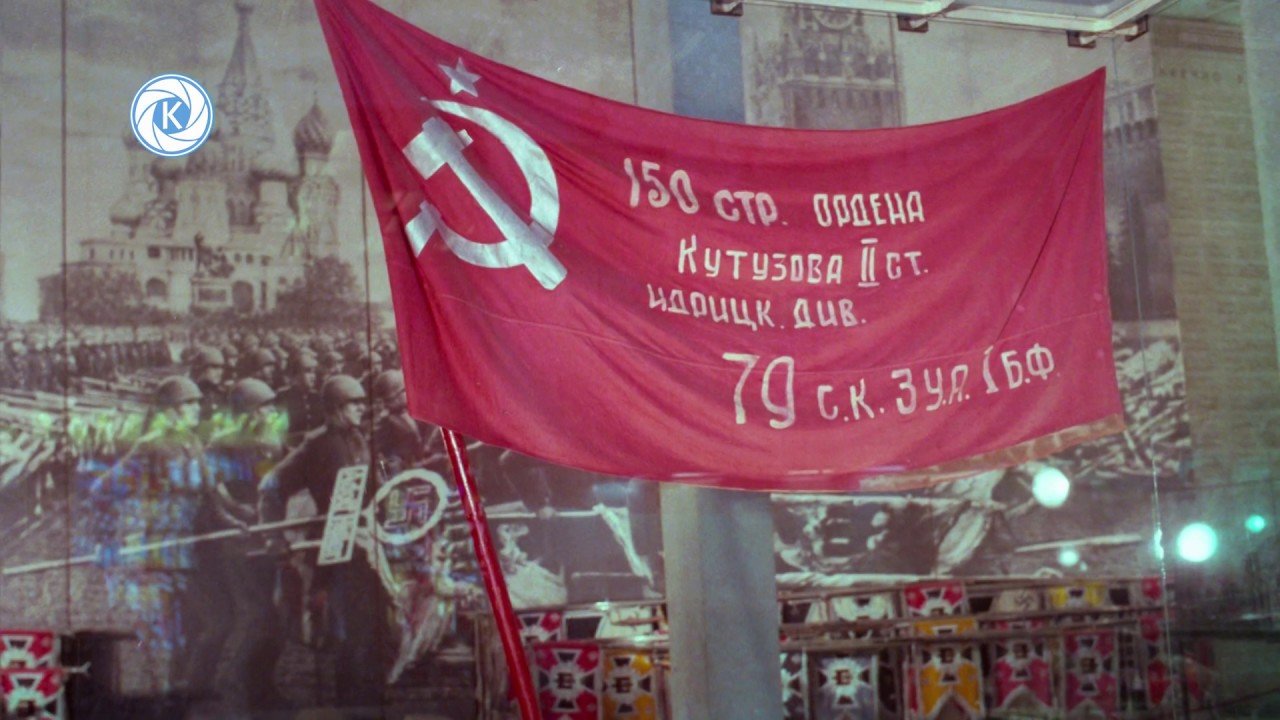 K
150 стр. ордена
Кутузова II ст.
идрицк. див.
79 С.К. 3 У.А. 1 Б.Ф.